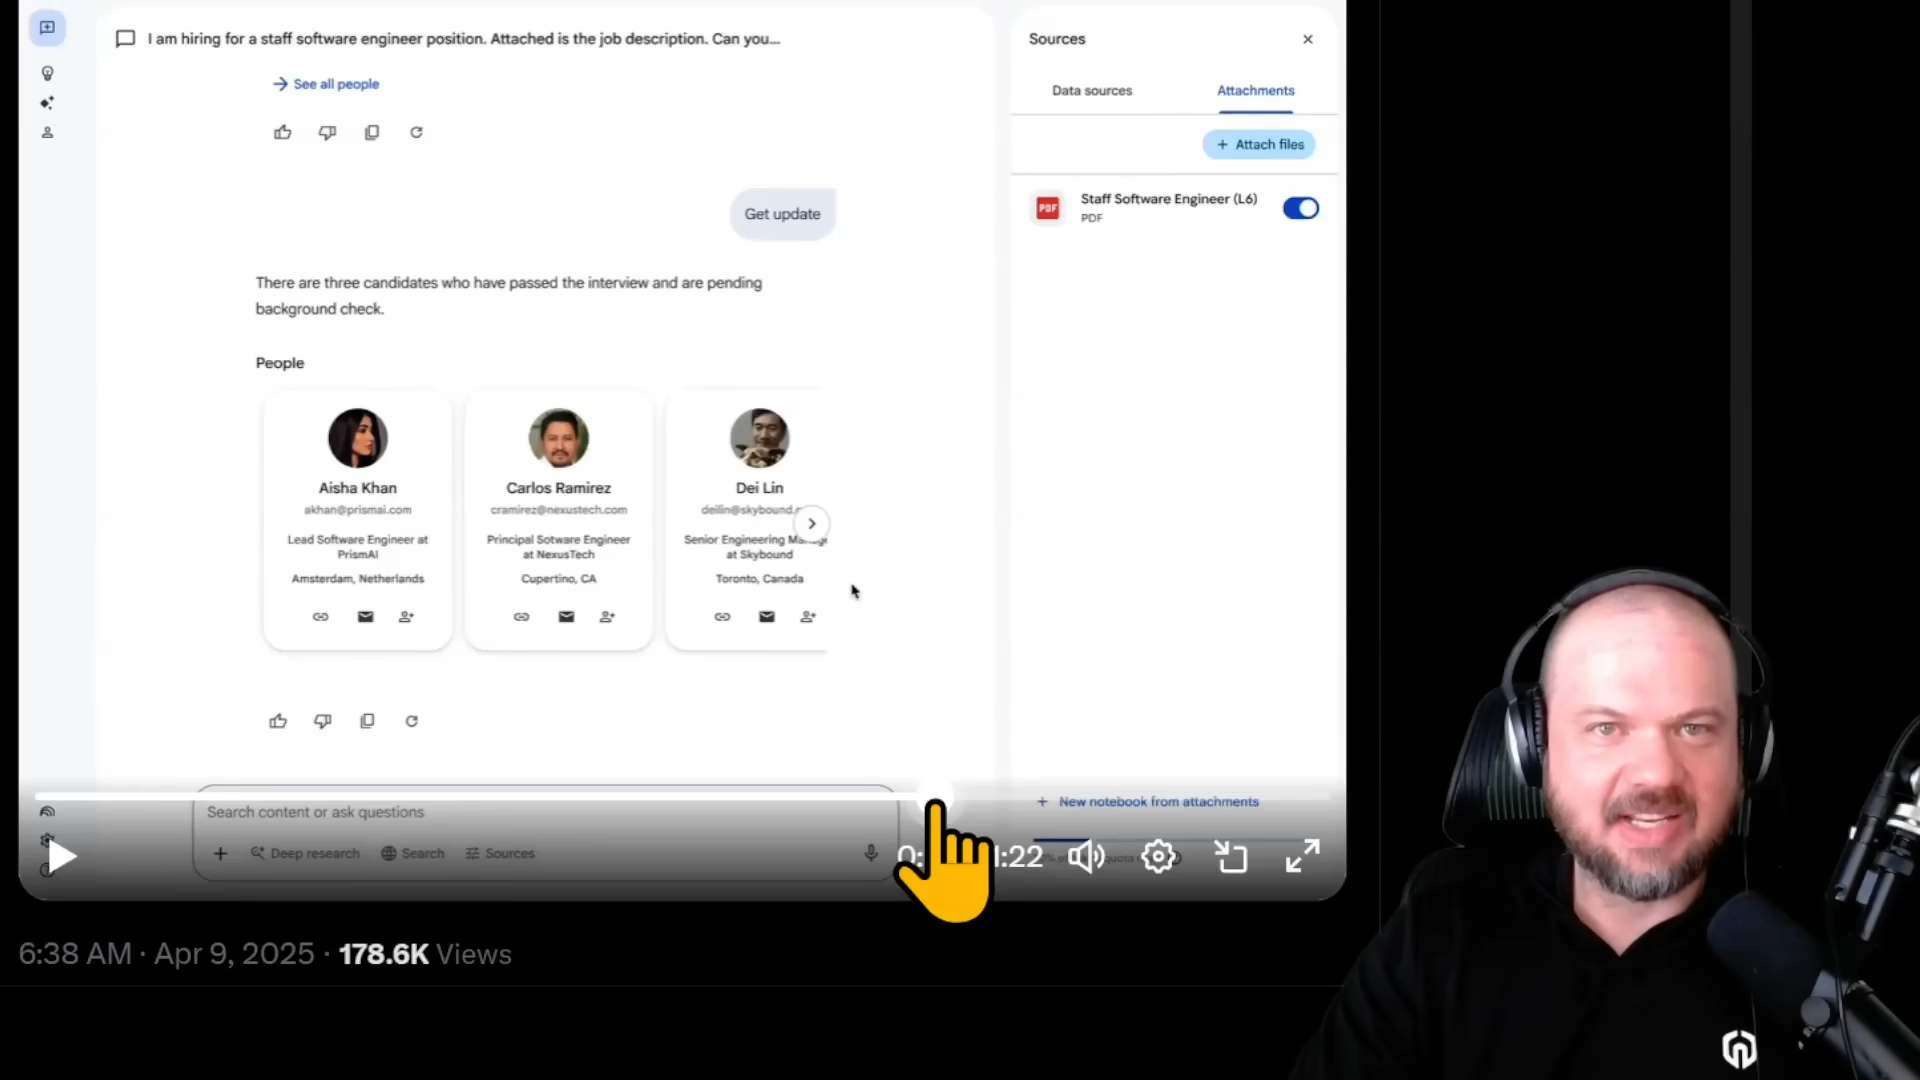 I am hiring for a staff software engineer position. Attached is the job description. Can you...
See all people
Get update
There are three candidates who have passed the interview and are pending
background check.
People
Aisha Khan
akhan@prismai.com
Lead Software Engineer at
PrismAI
Amsterdam, Netherlands
Carlos Ramirez
cramirez@nexustech.com
Principal Sotware Engineer
at NexusTech
Cupertino, CA
Dei Lin
deilin@skybound.
Senior Engineering
at Skybound
Toronto, Canada
Search content or ask questions
Deep research
Search
Sources
Sources
Data sources
Attachments
+ Attach files
PDF
Staff Software Engineer (L6)
PDF
+ New notebook from attachments
0:
1:22
6:38 AM · Apr 9, 2025 · 178.6K Views